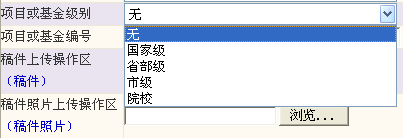 项目或基金级别 无
项目或基金编号 无
国家级
稿件上传操作区 省部级
（稿件） 市级
院校
稿件照片上传操作区
（稿件照片） 浏览...